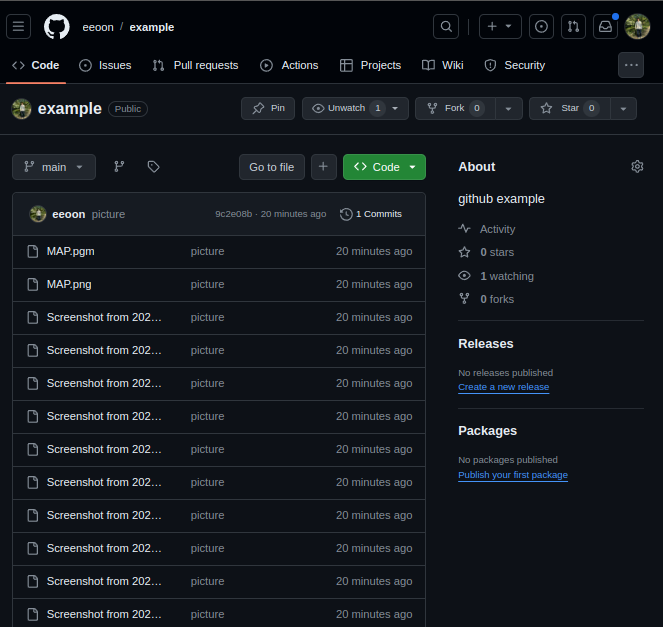 eeoon / example
Code Issues Pull requests Actions Projects Wiki Security
example Public Pin Unwatch 1 Fork 0 Star 0
main Go to file Code
About
github example
Activity
0 stars
1 watching
0 forks
Releases
No releases published
Create a new release
Packages
No packages published
Publish your first package
eeoon picture 9c2e08b · 20 minutes ago 1 Commits
MAP.pgm picture 20 minutes ago
MAP.png picture 20 minutes ago
Screenshot from 202... picture 20 minutes ago
Screenshot from 202... picture 20 minutes ago
Screenshot from 202... picture 20 minutes ago
Screenshot from 202... picture 20 minutes ago
Screenshot from 202... picture 20 minutes ago
Screenshot from 202... picture 20 minutes ago
Screenshot from 202... picture 20 minutes ago
Screenshot from 202... picture 20 minutes ago
Screenshot from 202... picture 20 minutes ago
Screenshot from 202... picture 20 minutes ago